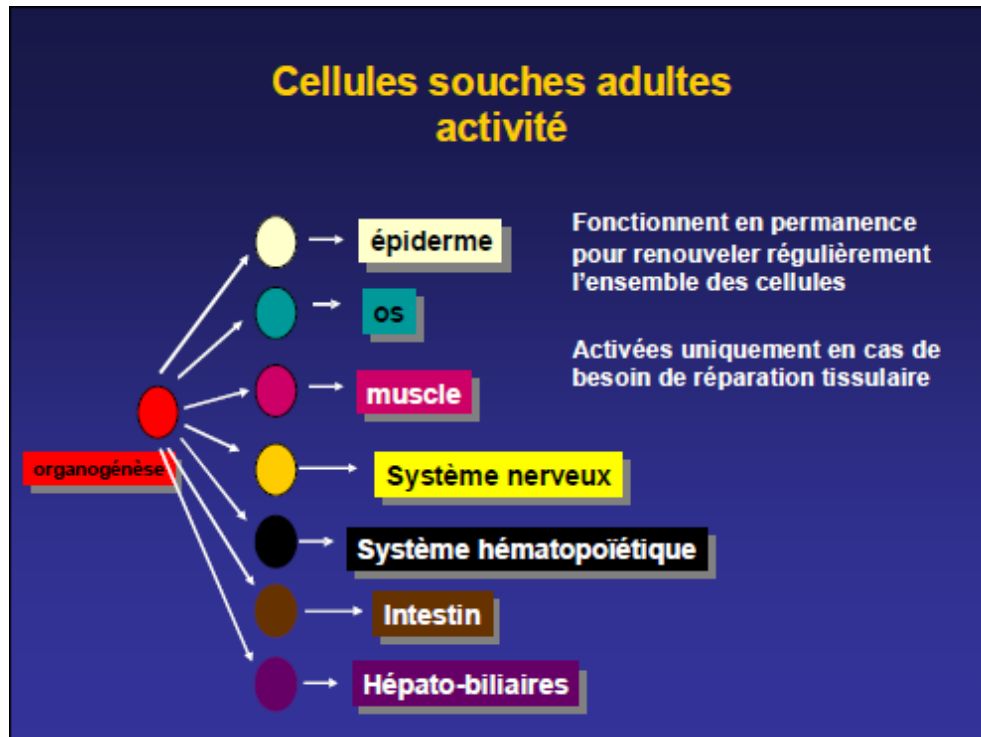 Cellules souches adultes
activité
épiderme
os
muscle
organogénèse
Système nerveux
Système hématopoïétique
Intestin
Hépato-biliaires
Fonctionnent en permanence
pour renouveler régulièrement
l'ensemble des cellules
Activées uniquement en cas de
besoin de réparation tissulaire